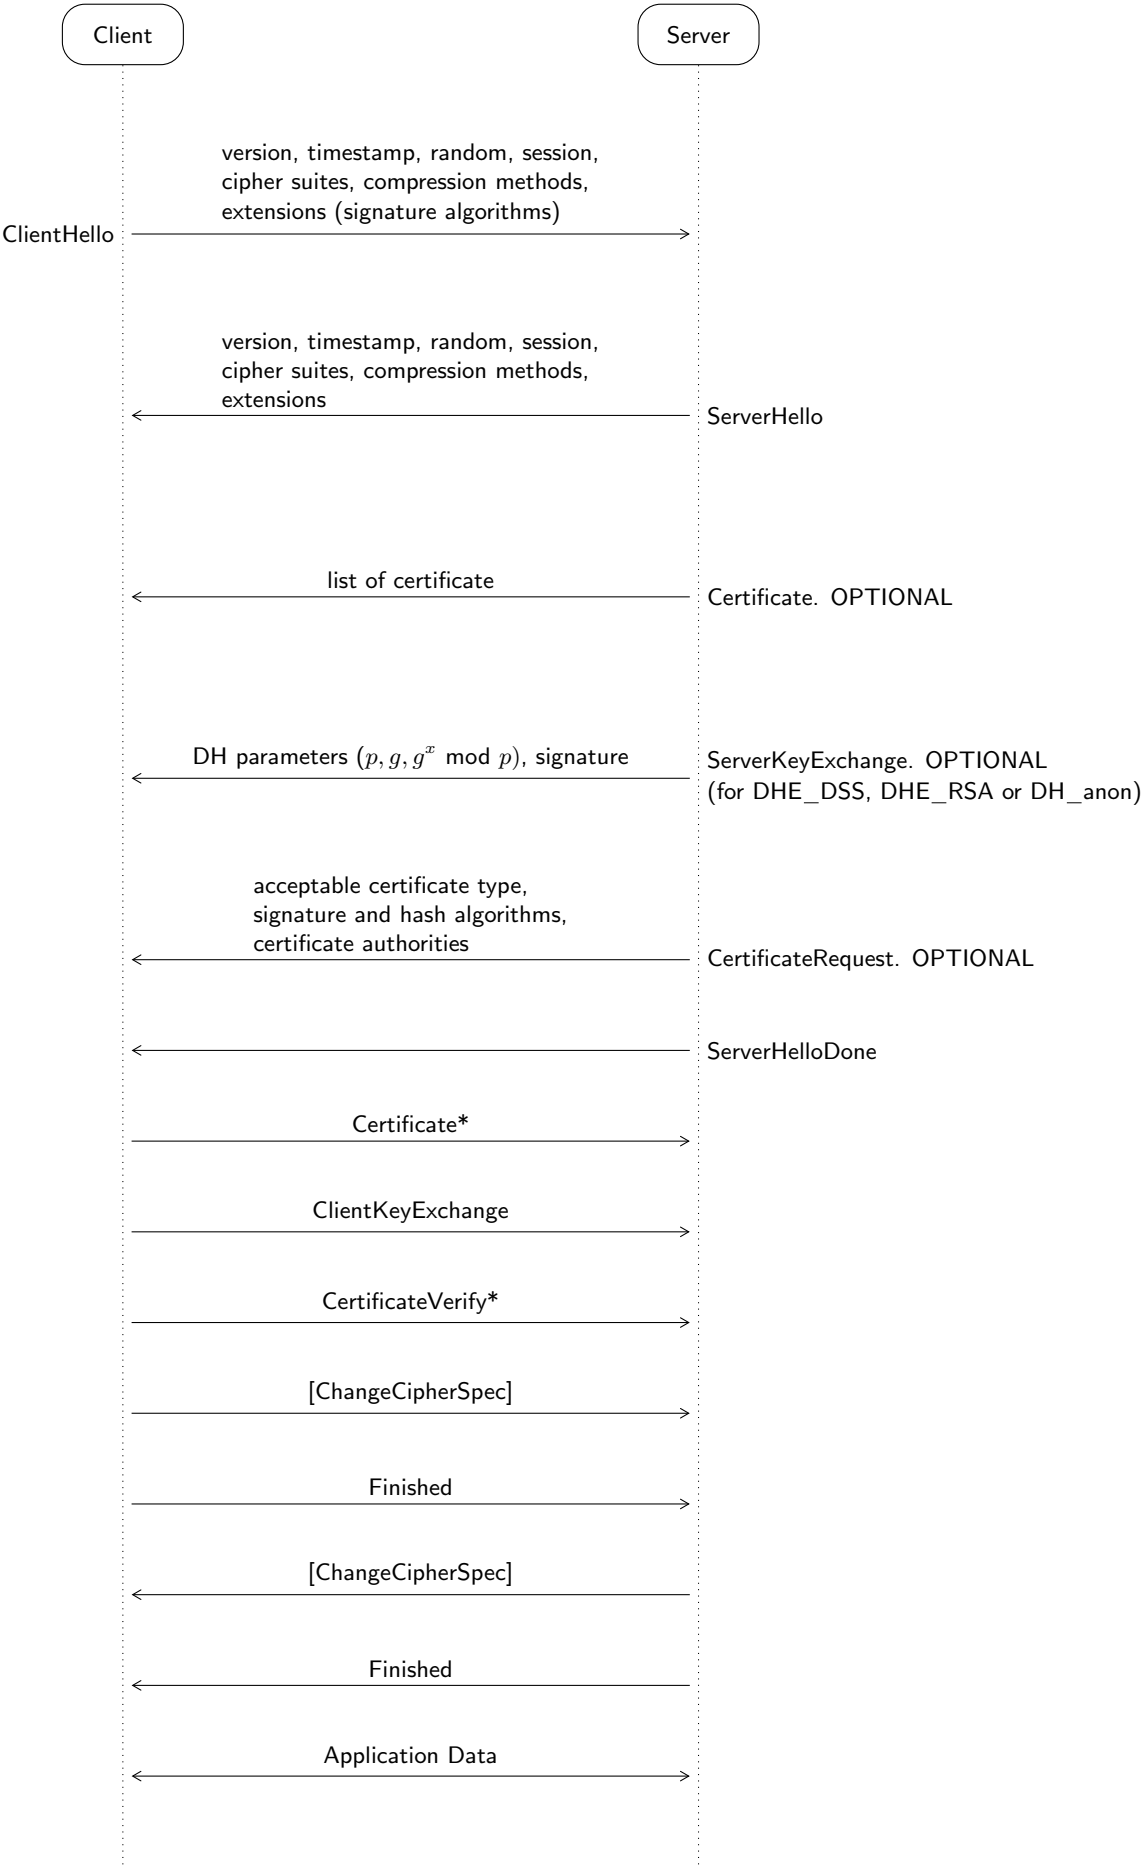 Client
Server
version, timestamp, random, session,
cipher suites, compression methods,
extensions (signature algorithms)
ClientHello
version, timestamp, random, session,
cipher suites, compression methods,
extensions
ServerHello
list of certificate
Certificate. OPTIONAL
DH parameters (p, g, g^x mod p), signature
ServerKeyExchange. OPTIONAL
(for DHE_DSS, DHE_RSA or DH_anon)
acceptable certificate type,
signature and hash algorithms,
certificate authorities
CertificateRequest. OPTIONAL
ServerHelloDone
Certificate*
ClientKeyExchange
CertificateVerify*
[ChangeCipherSpec]
Finished
[ChangeCipherSpec]
Finished
Application Data